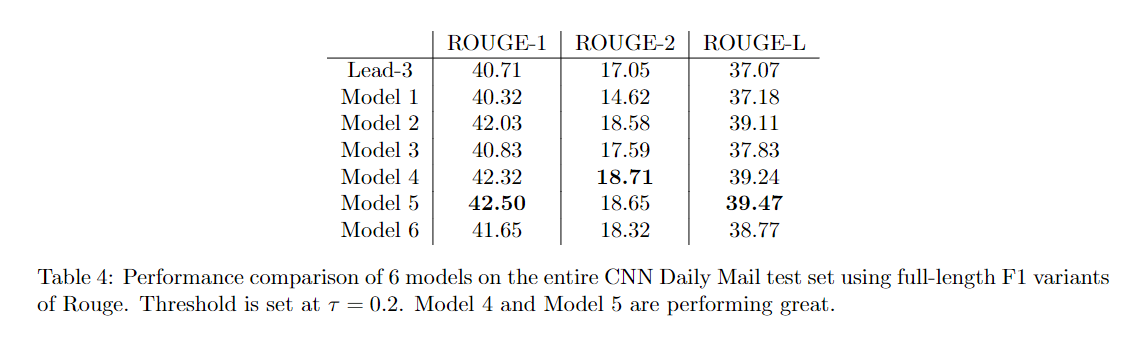 ROUGE-1 ROUGE-2 ROUGE-L
Lead-3 40.71 17.05 37.07
Model 1 40.32 14.62 37.18
Model 2 42.03 18.58 39.11
Model 3 40.83 17.59 37.83
Model 4 42.32 18.71 39.24
Model 5 42.50 18.65 39.47
Model 6 41.65 18.32 38.77
Table 4: Performance comparison of 6 models on the entire CNN Daily Mail test set using full-length F1 variants
of Rouge. Threshold is set at τ = 0.2. Model 4 and Model 5 are performing great.